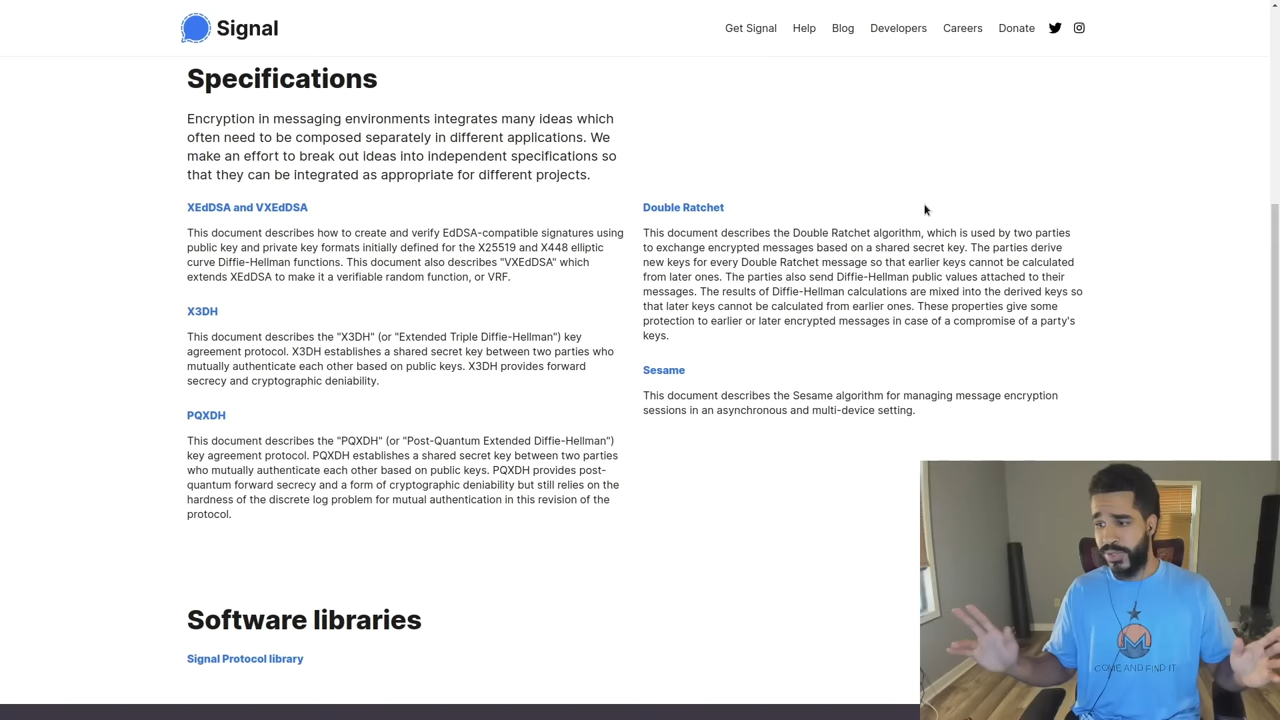 Signal
Get Signal
Help
Blog
Developers
Careers
Donate
Specifications
Encryption in messaging environments integrates many ideas which
often need to be composed separately in different applications. We
make an effort to break out ideas into independent specifications so
that they can be integrated as appropriate for different projects.
XEdDSA and VXEdDSA
This document describes how to create and verify EdDSA-compatible signatures using
public key and private key formats initially defined for the X25519 and X448 elliptic
curve Diffie-Hellman functions. This document also describes "VXEdDSA" which
extends XEdDSA to make it a verifiable random function, or VRF.
X3DH
This document describes the "X3DH" (or "Extended Triple Diffie-Hellman") key
agreement protocol. X3DH establishes a shared secret key between two parties who
mutually authenticate each other based on public keys. X3DH provides forward
secrecy and cryptographic deniability.
PQXDH
This document describes the "PQXDH" (or "Post-Quantum Extended Diffie-Hellman")
key agreement protocol. PQXDH establishes a shared secret key between two parties
who mutually authenticate each other based on public keys. PQXDH provides post-
quantum forward secrecy and a form of cryptographic deniability but still relies on the
hardness of the discrete log problem for mutual authentication in this revision of the
protocol.
Double Ratchet
This document describes the Double Ratchet algorithm, which is used by two parties
to exchange encrypted messages based on a shared secret key. The parties derive
new keys for every Double Ratchet message so that earlier keys cannot be calculated
from later ones. The parties also send Diffie-Hellman public values attached to their
messages. The results of Diffie-Hellman calculations are mixed into the derived keys so
that later keys cannot be calculated from earlier ones. These properties give some
protection to earlier or later encrypted messages in case of a compromise of a party's
keys.
Sesame
This document describes the Sesame algorithm for managing message encryption
sessions in an asynchronous and multi-device setting.
Software libraries
Signal Protocol library
COME AND FIND IT